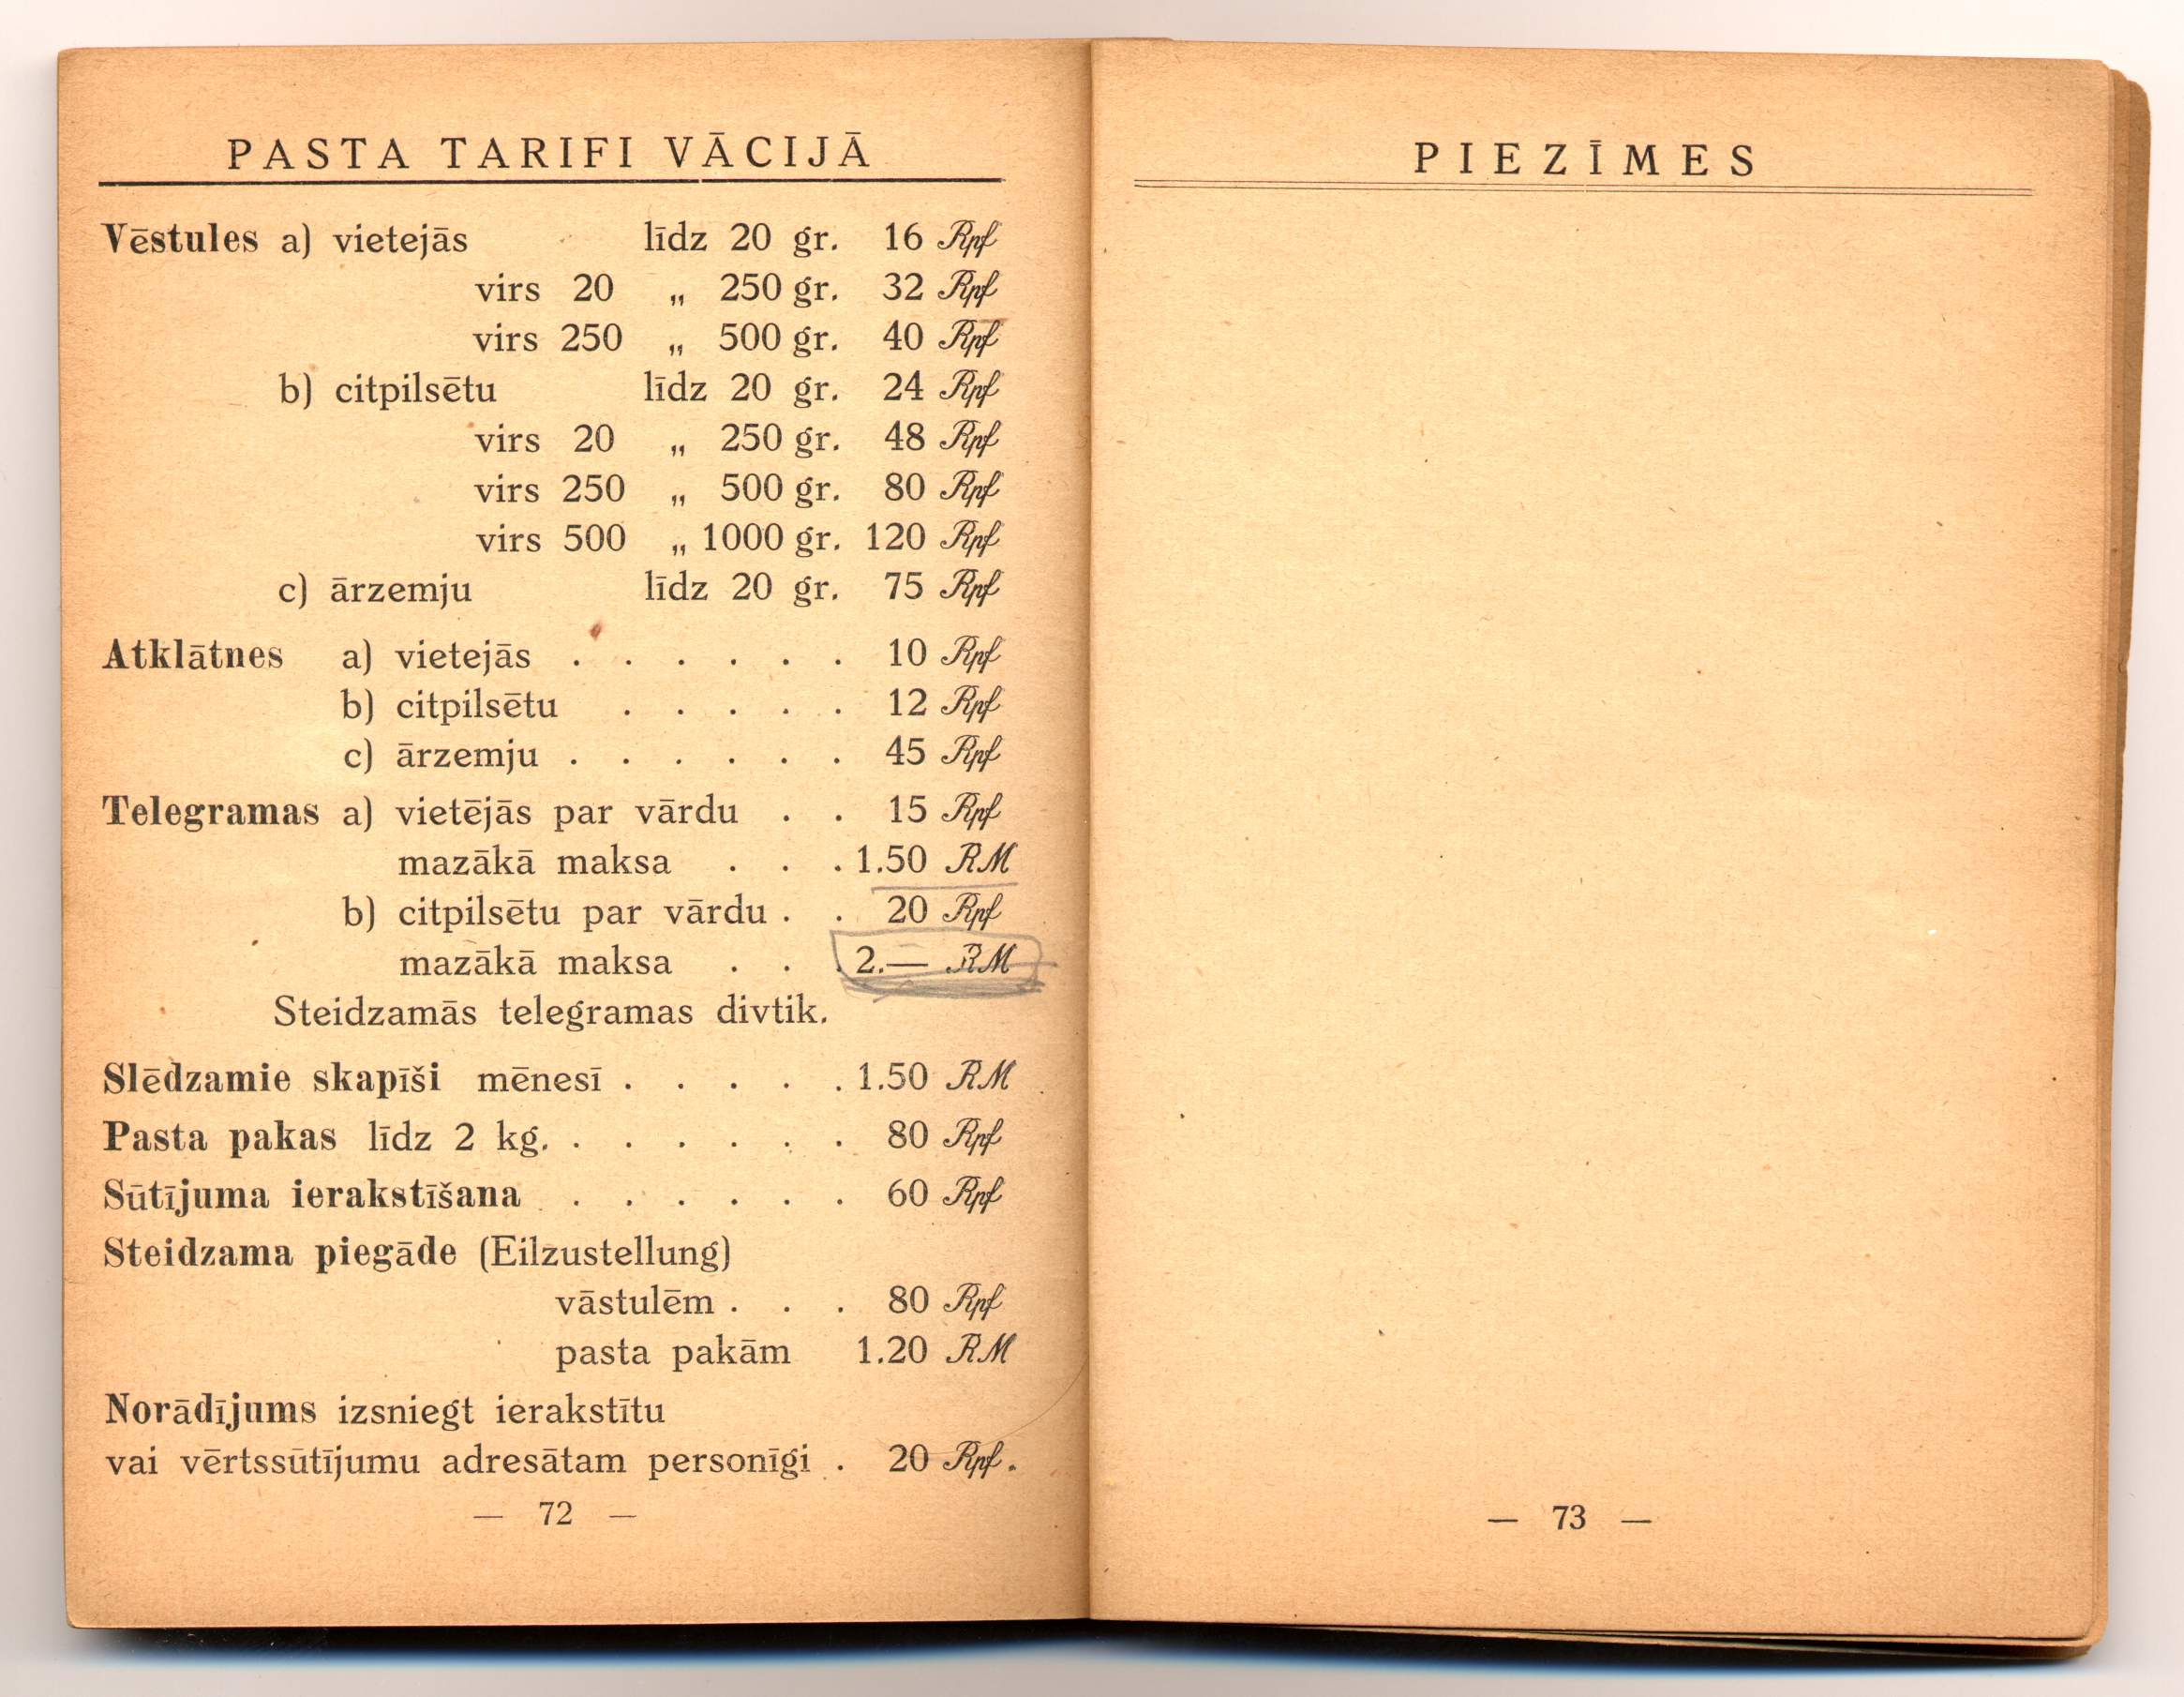 PASTA TARIFI VĀCIJĀ
Vēstules a) vietejās līdz 20 gr. 16 Rpf
virs 20 „ 250 gr. 32 Rpf
virs 250 „ 500 gr. 40 Rpf
b) citpilsētu līdz 20 gr. 24 Rpf
virs 20 „ 250 gr. 48 Rpf
virs 250 „ 500 gr. 80 Rpf
virs 500 „ 1000 gr. 120 Rpf
c) ārzemju līdz 20 gr. 75 Rpf
Atklātnes a) vietejās . . . . . . 10 Rpf
b) citpilsētu . . . . . 12 Rpf
c) ārzemju . . . . . . 45 Rpf
Telegramas a) vietējās par vārdu . . 15 Rpf
mazākā maksa . . . 1.50 RM
b) citpilsētu par vārdu . . 20 Rpf
mazākā maksa . . . 2.— RM
Steidzamās telegramas divtik.
Slēdzamie skapīši mēnesī . . . . . 1.50 RM
Pasta pakas līdz 2 kg. . . . . . . 80 Rpf
Sūtījuma ierakstīšana . . . . . . 60 Rpf
Steidzama piegāde (Eilzustellung)
vāstulēm . . . 80 Rpf
pasta pakām 1.20 RM
Norādījums izsniegt ierakstītu
vai vērtssūtījumu adresātam personīgi . 20 Rpf.
— 72 —
PIEZĪMES
— 73 —